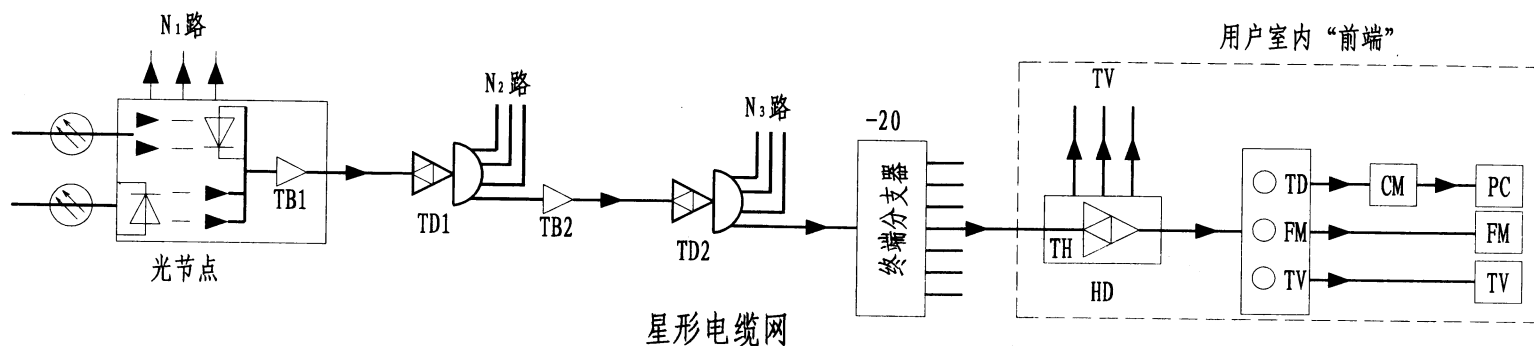 N₁路
TB1
光节点
TD1
N₂路
TB2
TD2
N₃路
-20
终端分支器
用户室内“前端”
TV
TH
HD
TD
CM
PC
FM
FM
TV
TV
星形电缆网